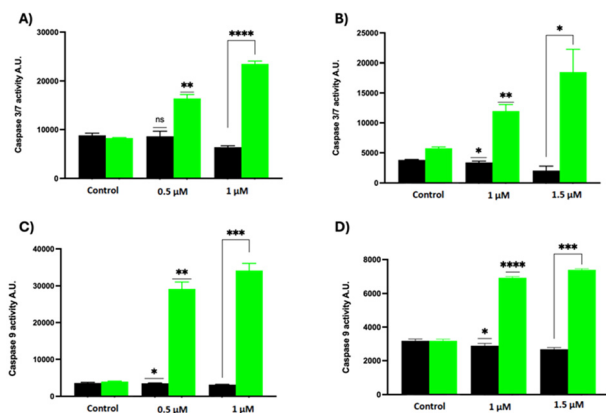 A)
Caspase 3/7 activity A.U.
30000
20000
10000
0
ns
**
****
Control
0.5 µM
1 µM
B)
Caspase 3/7 activity A.U.
25000
20000
15000
10000
5000
0
*
**
*
Control
1 µM
1.5 µM
C)
Caspase 9 activity A.U.
40000
30000
20000
10000
0
*
**
***
Control
0.5 µM
1 µM
D)
Caspase 9 activity A.U.
8000
6000
4000
2000
0
*
****
***
Control
1 µM
1.5 µM